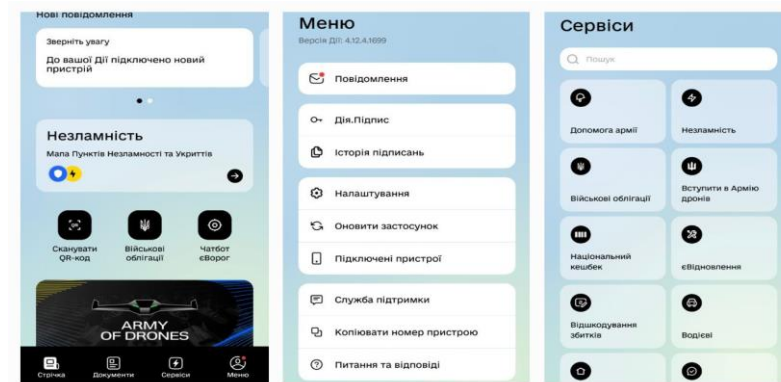 Нові повідомлення
Зверніть увагу
До вашої Дії підключено новий
пристрій
Незламність
Мапа Пунктів Незламності та Укриттів
Сканувати
QR-код
Військові
облігації
Чатбот
єВорог
ARMY
OF DRONES
Стрічка
Документи
Сервіси
Меню
Меню
Версія Дії: 4.12.4.1699
Повідомлення
Дія.Підпис
Історія підписань
Налаштування
Оновити застосунок
Підключені пристрої
Служба підтримки
Копіювати номер пристрою
Питання та відповіді
Сервіси
Пошук
Допомога армії
Незламність
Військові облігації
Вступити в Армію
дронів
Національний
кешбек
єВідновлення
Відшкодування
збитків
Водієві